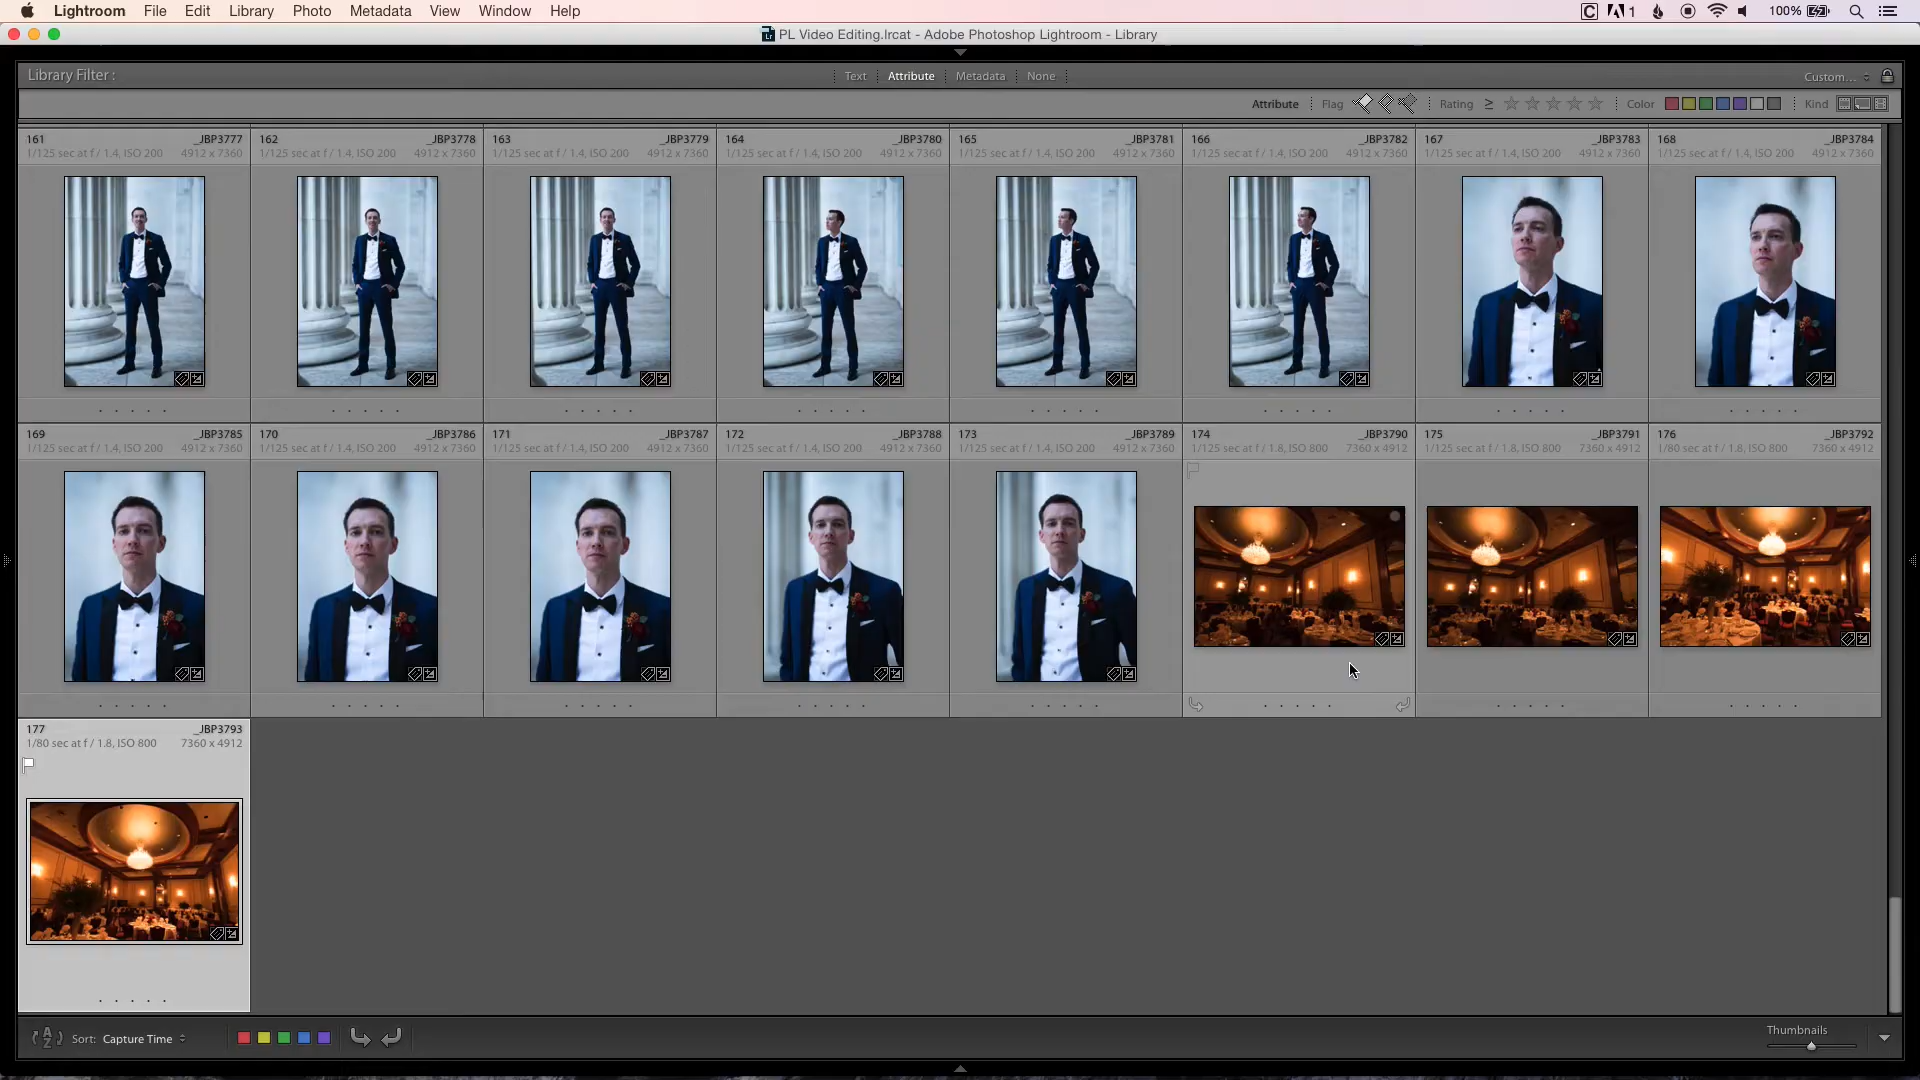 Lightroom File Edit Library Photo Metadata View Window Help 1 100%
PL Video Editing.lrcat - Adobe Photoshop Lightroom - Library
Library Filter : Text Attribute Metadata None Custom...
Attribute Flag Rating ≥ Color Kind
161 _JBP3777 162 _JBP3778 163 _JBP3779 164 _JBP3780 165 _JBP3781 166 _JBP3782 167 _JBP3783 168 _JBP3784
1/125 sec at f / 1.4, ISO 200 4912 x 7360 1/125 sec at f / 1.4, ISO 200 4912 x 7360 1/125 sec at f / 1.4, ISO 200 4912 x 7360 1/125 sec at f / 1.4, ISO 200 4912 x 7360 1/125 sec at f / 1.4, ISO 200 4912 x 7360 1/125 sec at f / 1.4, ISO 200 4912 x 7360 1/125 sec at f / 1.4, ISO 200 4912 x 7360 1/125 sec at f / 1.4, ISO 200 4912 x 7360
169 _JBP3785 170 _JBP3786 171 _JBP3787 172 _JBP3788 173 _JBP3789 174 _JBP3790 175 _JBP3791 176 _JBP3792
1/125 sec at f / 1.4, ISO 200 4912 x 7360 1/125 sec at f / 1.4, ISO 200 4912 x 7360 1/125 sec at f / 1.4, ISO 200 4912 x 7360 1/125 sec at f / 1.4, ISO 200 4912 x 7360 1/125 sec at f / 1.4, ISO 200 4912 x 7360 1/125 sec at f / 1.8, ISO 800 7360 x 4912 1/125 sec at f / 1.8, ISO 800 7360 x 4912 1/80 sec at f / 1.8, ISO 800 7360 x 4912
177 _JBP3793
1/80 sec at f / 1.8, ISO 800 7360 x 4912
Thumbnails
A Z Sort: Capture Time